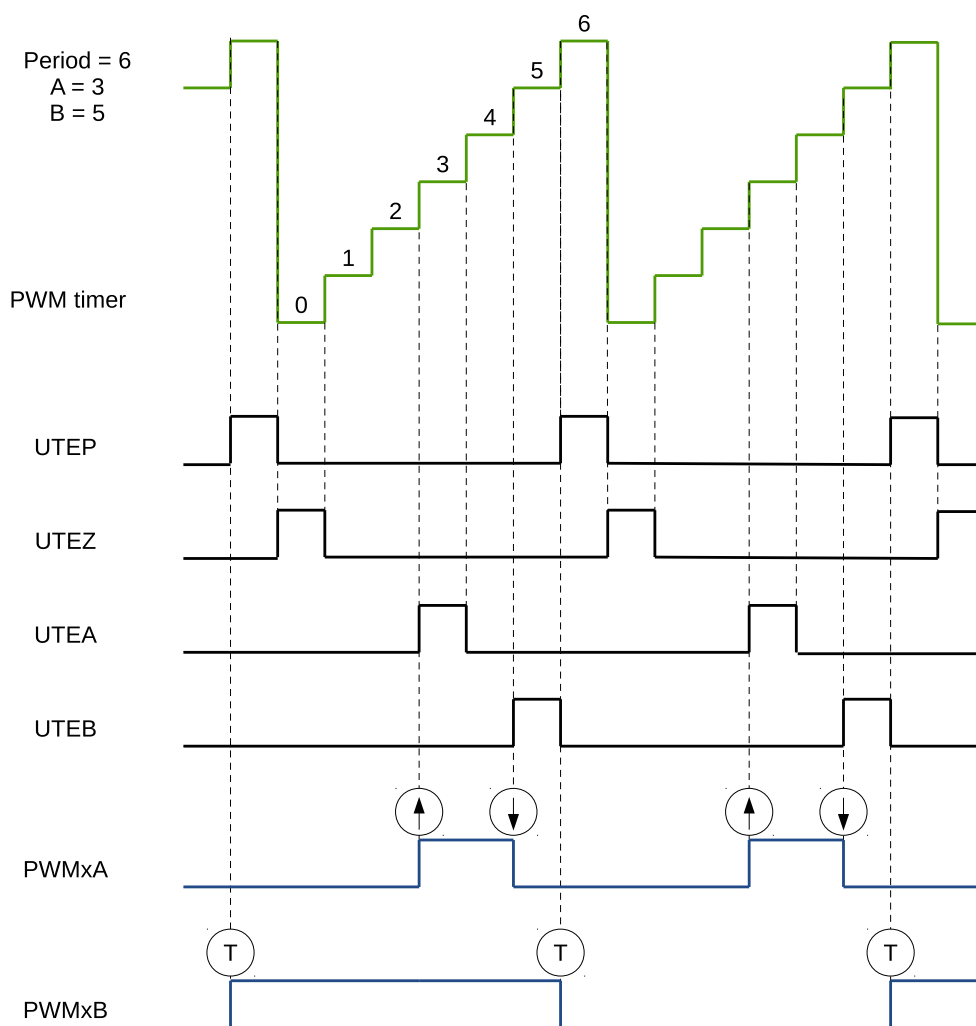 6
Period = 6
A = 3
B = 5
5
4
3
2
1
0
PWM timer
UTEP
UTEZ
UTEA
UTEB
PWMxA
T T T
PWMxB